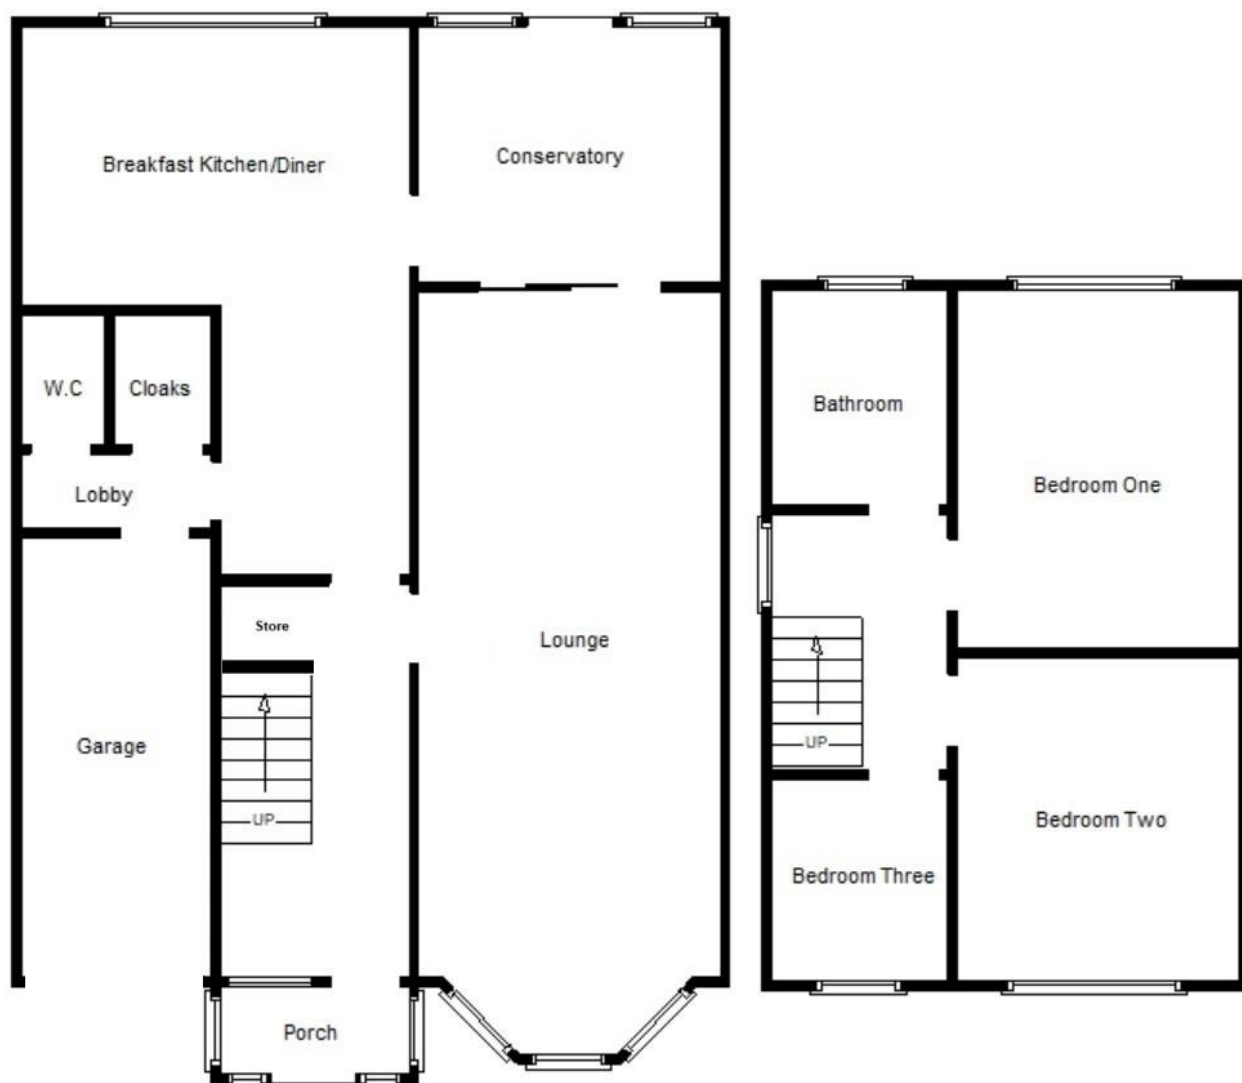 Breakfast Kitchen/Diner
Conservatory
W.C
Cloaks
Lobby
Store
Lounge
Garage
UP
Porch
Bathroom
Bedroom One
UP
Bedroom Two
Bedroom Three